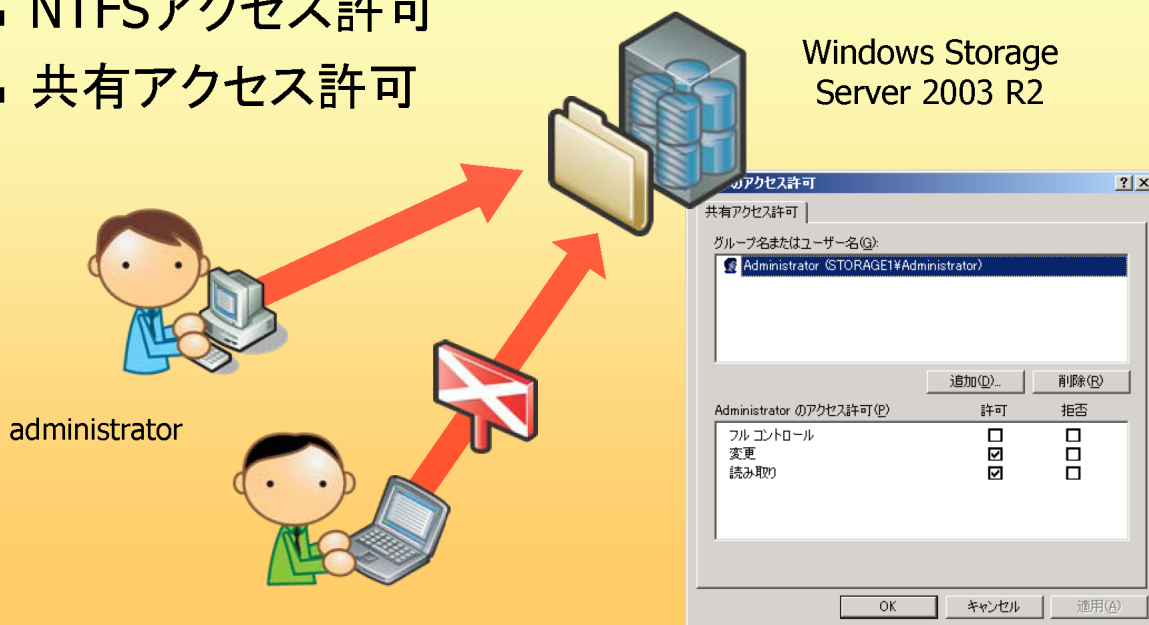 NTFSアクセス許可
共有アクセス許可
Windows Storage
Server 2003 R2
のアクセス許可
共有アクセス許可
グループ名またはユーザー名(G):
Administrator (STORAGE1¥Administrator)
追加(D)... 削除(R)
Administrator のアクセス許可(P) 許可 拒否
フル コントロール
変更
読み取り
administrator
OK キャンセル 適用(A)